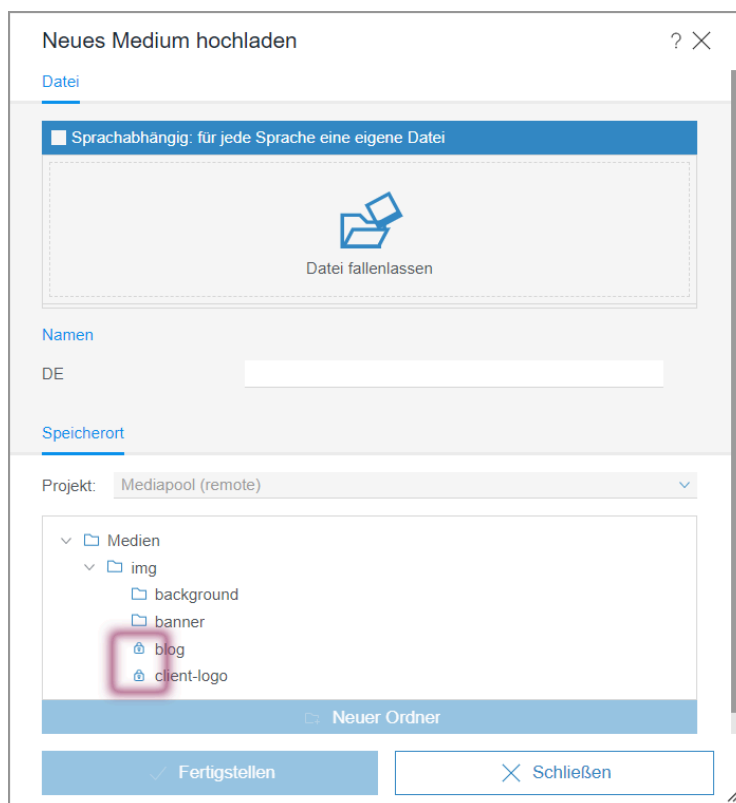 Neues Medium hochladen
?
Datei
Sprachabhängig: für jede Sprache eine eigene Datei
Datei fallenlassen
Namen
DE
Speicherort
Projekt: Mediapool (remote)
Medien
img
background
banner
blog
client-logo
Neuer Ordner
Fertigstellen
Schließen